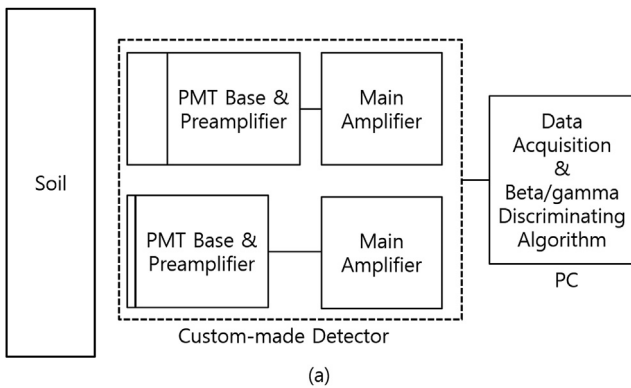 Soil
PMT Base &
Preamplifier
Main
Amplifier
PMT Base &
Preamplifier
Main
Amplifier
Data
Acquisition
&
Beta/gamma
Discriminating
Algorithm
PC
Custom-made Detector
(a)